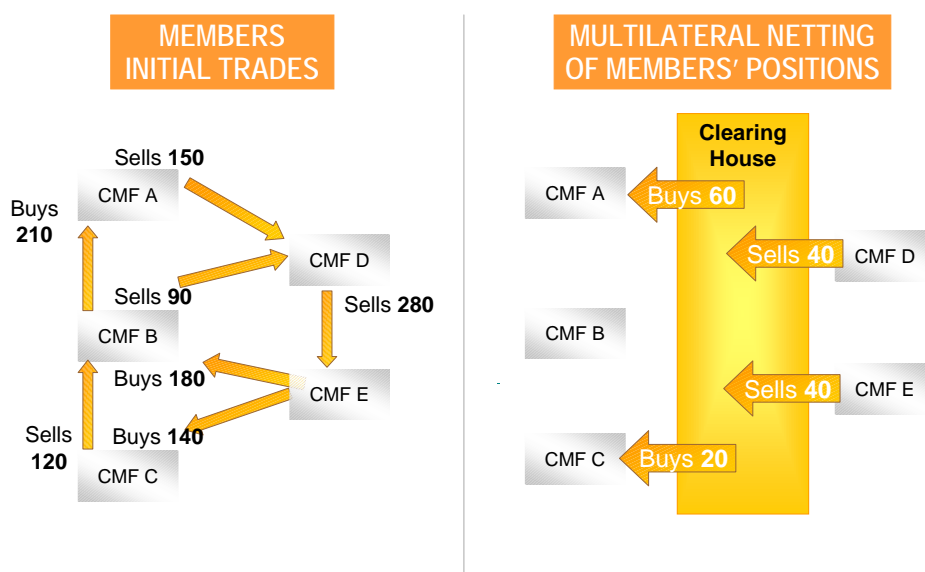 MEMBERS
INITIAL TRADES
Sells 150
CMF A
Buys
210
CMF D
Sells 90
Sells 280
CMF B
Buys 180
CMF E
Sells
120
Buys 140
CMF C
MULTILATERAL NETTING
OF MEMBERS’ POSITIONS
Clearing
House
CMF A
Buys 60
Sells 40
CMF D
CMF B
Sells 40
CMF E
CMF C
Buys 20